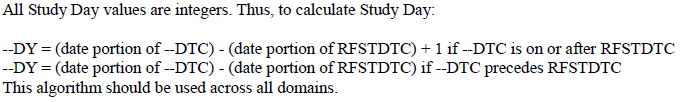 All Study Day values are integers. Thus, to calculate Study Day:
--DY = (date portion of --DTC) - (date portion of RFSTDTC) + 1 if --DTC is on or after RFSTDTC
--DY = (date portion of --DTC) - (date portion of RFSTDTC) if --DTC precedes RFSTDTC
This algorithm should be used across all domains.